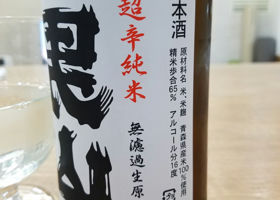 本酒
原材料名 米、米麹 青森県産米100%使用
精米歩合65% アルコール分16度
超辛純米
無濾過生原